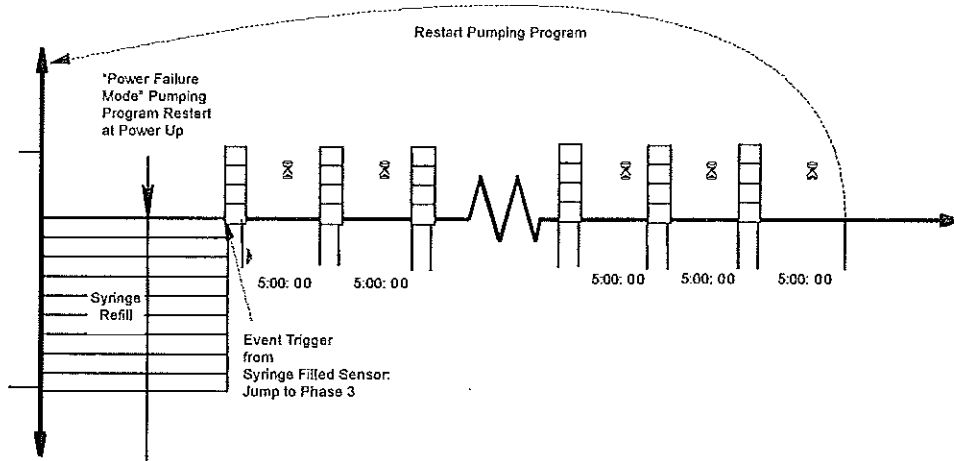 Restart Pumping Program
"Power Failure
Mode" Pumping
Program Restart
at Power Up
5:00: 00
5:00: 00
5:00: 00
5:00: 00
5:00: 00
Syringe
Refill
Event Trigger
from
Syringe Filled Sensor:
Jump to Phase 3